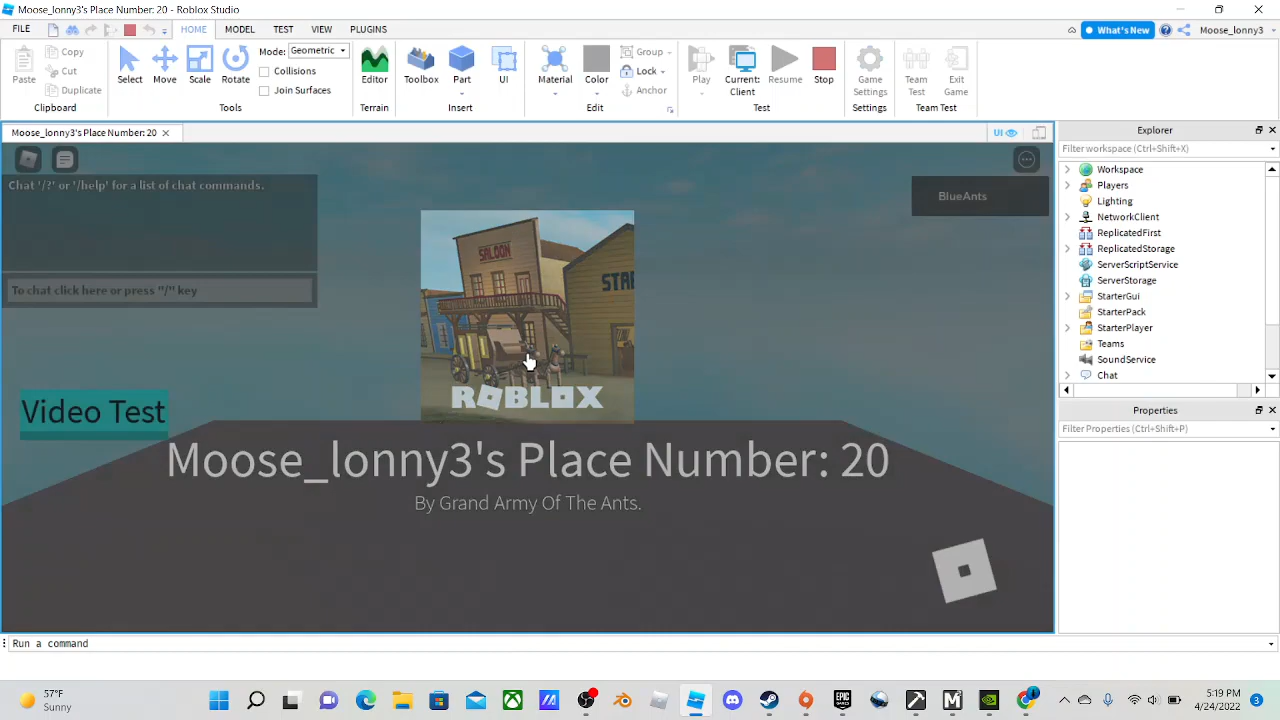 Moose_lonny3's Place Number: 20 - Roblox Studio
FILE HOME MODEL TEST VIEW PLUGINS What's New Moose_lonny3
Paste Copy Cut Duplicate Clipboard
Select Move Scale Rotate Mode: Geometric Collisions Join Surfaces Tools
Editor Terrain
Toolbox Part UI Insert
Material Color Group Lock Anchor Edit
Play Current: Client Resume Stop Test
Game Settings Settings
Team Test Exit Game Team Test
Moose_lonny3's Place Number: 20
UI
Chat '/?' or '/help' for a list of chat commands.
To chat click here or press "/" key
BlueAnts
SALOON
ROBLOX
Video Test
Moose_lonny3's Place Number: 20
By Grand Army Of The Ants.
Explorer
Filter workspace (Ctrl+Shift+X)
Workspace
Players
Lighting
NetworkClient
ReplicatedFirst
ReplicatedStorage
ServerScriptService
ServerStorage
StarterGui
StarterPack
StarterPlayer
Teams
SoundService
Chat
Properties
Filter Properties (Ctrl+Shift+P)
Run a command
57°F
Sunny
EPIC GAMES
5:19 PM
4/24/2022
3